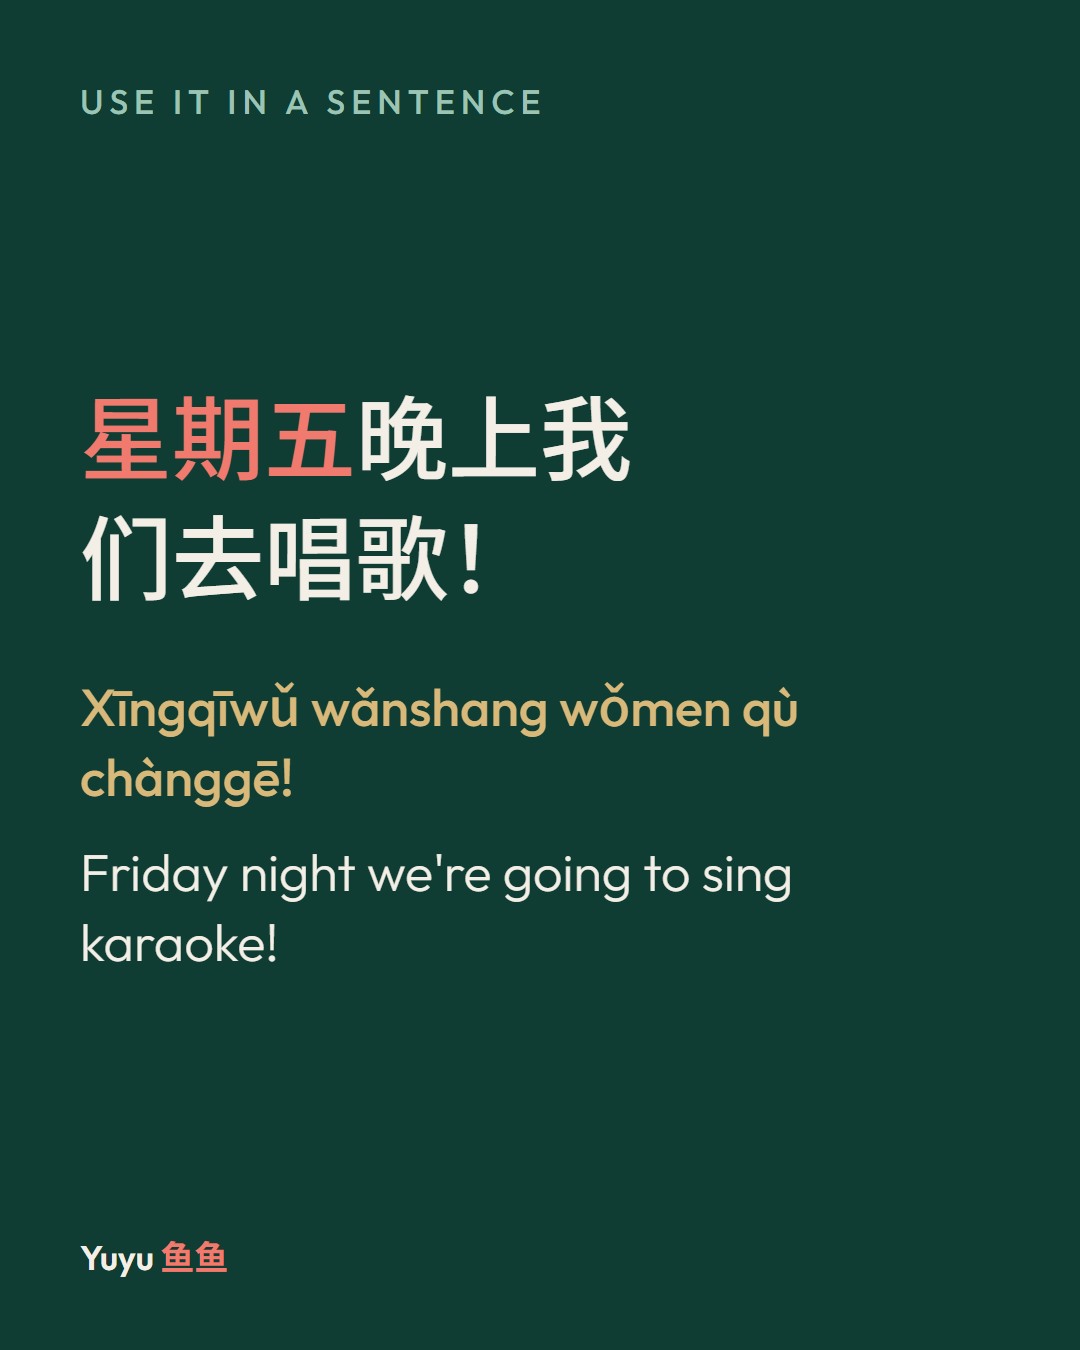 USE IT IN A SENTENCE
星期五晚上我
们去唱歌！
Xīngqīwǔ wǎnshang wǒmen qù
chànggē!
Friday night we're going to sing
karaoke!
Yuyu 鱼鱼